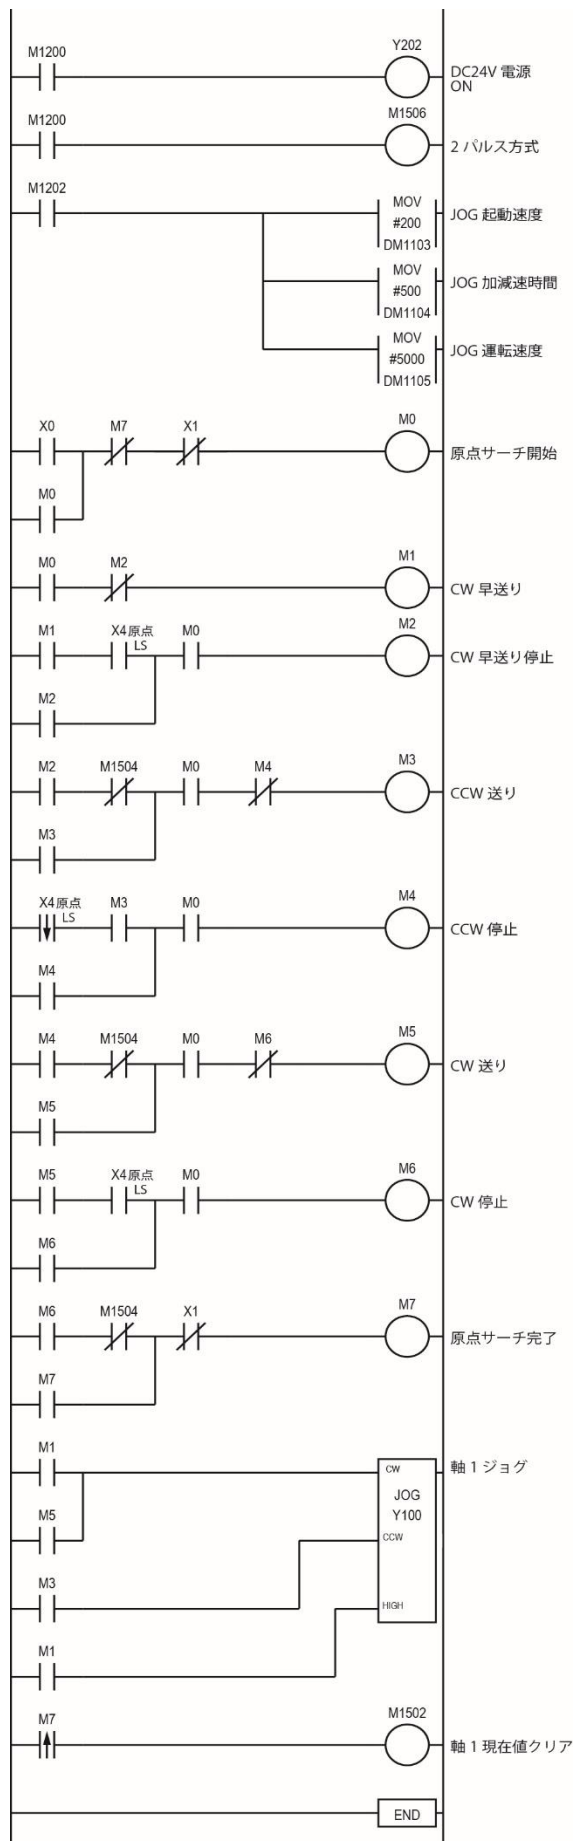 M1200
Y202
DC24V 電源
ON
M1200
M1506
2 パルス方式
M1202
MOV
#200
DM1103
JOG 起動速度
MOV
#500
DM1104
JOG 加減速時間
MOV
#5000
DM1105
JOG 運転速度
X0
M7
X1
M0
原点サーチ開始
M0
M0
M2
M1
CW 早送り
M1
X4原点
LS
M0
M2
CW 早送り停止
M2
M2
M1504
M0
M4
M3
CCW 送り
M3
X4原点
LS
M3
M0
M4
CCW 停止
M4
M4
M1504
M0
M6
M5
CW 送り
M5
M5
X4原点
LS
M0
M6
CW 停止
M6
M6
M1504
X1
M7
原点サーチ完了
M7
M1
CW
軸 1 ジョグ
JOG
Y100
M5
CCW
M3
HIGH
M1
M7
M1502
軸 1 現在値クリア
END